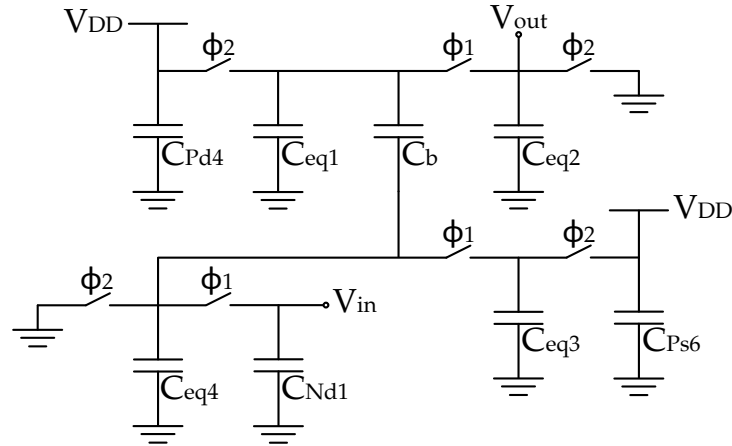 VDD ϕ2 ϕ1 Vout ϕ2
CPd4 Ceq1 Cb Ceq2
ϕ1 ϕ2 VDD
ϕ2 ϕ1 Vin
Ceq3 CPs6
Ceq4 CNd1